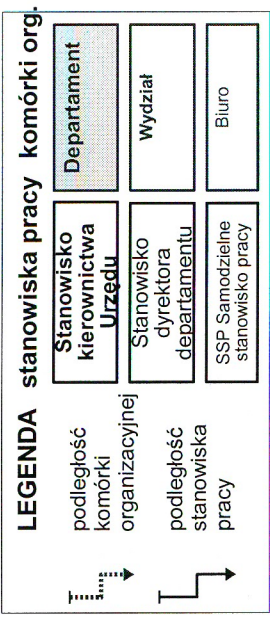 LEGENDA stanowiska pracy komórki org.
podległość
komórki
organizacyjnej
podległość
stanowiska
pracy
Stanowisko
kierownictwa
Urzędu
Stanowisko
dyrektora
departamentu
SSP Samodzielne
stanowisko pracy
Departament
Wydział
Biuro